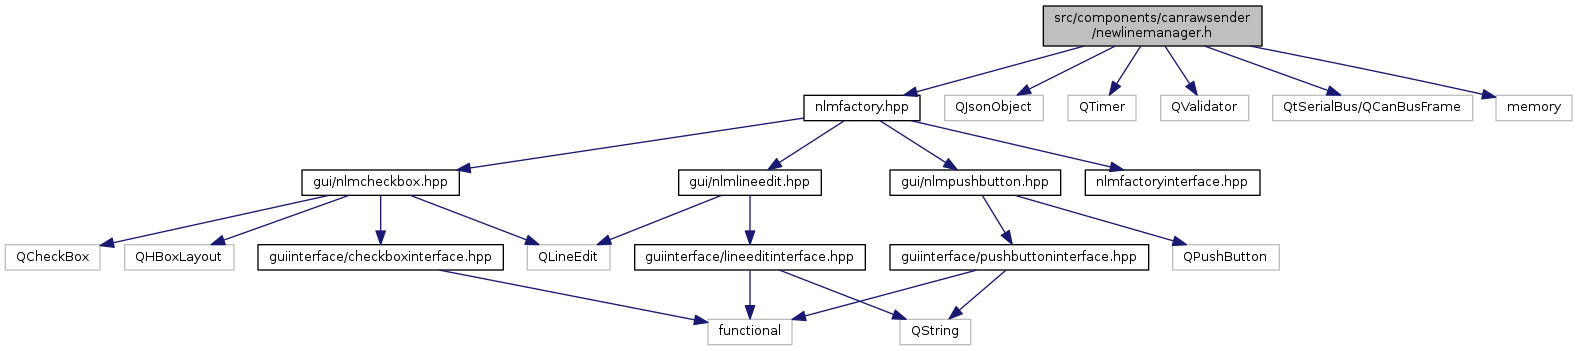 src/components/canrawsender
/newlinemanager.h
nlmfactory.hpp
QJsonObject
QTimer
QValidator
QtSerialBus/QCanBusFrame
memory
gui/nlmcheckbox.hpp
gui/nlmlineedit.hpp
gui/nlmpushbutton.hpp
nlmfactoryinterface.hpp
QCheckBox
QHBoxLayout
guiinterface/checkboxinterface.hpp
QLineEdit
guiinterface/lineeditinterface.hpp
guiinterface/pushbuttoninterface.hpp
QPushButton
functional
QString